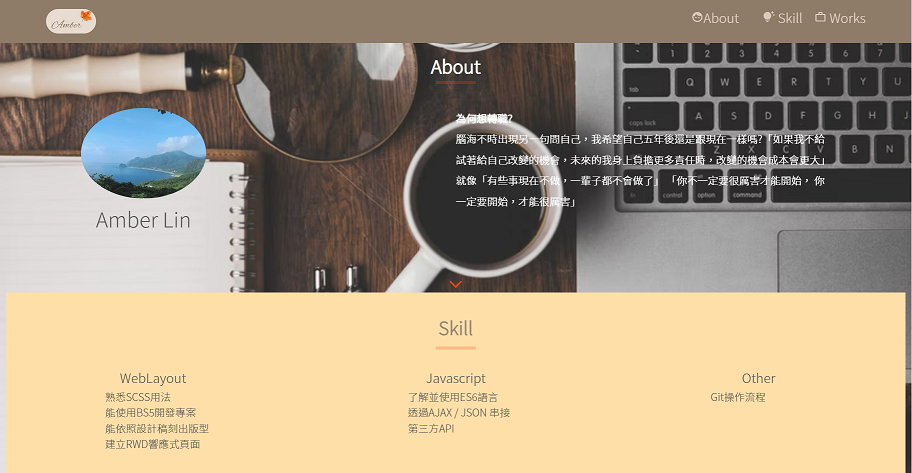 Amber
About
Skill
Works
About
為何想轉職?
腦海不時出現另一句問自己，我希望自己五年後還是跟現在一樣嗎?「如果我不給
試著給自己改變的機會，未來的我身上負擔更多責任時，改變的機會成本會更大」
就像「有些事現在不做，一輩子都不會做了」 「你不一定要很厲害才能開始， 你
一定要開始，才能很厲害」
Amber Lin
Skill
WebLayout
熟悉SCSS用法
能使用BS5開發專案
能依照設計稿刻出版型
建立RWD響應式頁面
Javascript
了解並使用ES6語言
透過AJAX / JSON 串接
第三方API
Other
Git操作流程
Q
W
E
R
T
Y
U
caps lock
A
S
D
F
G
H
J
Z
X
C
V
B
N
fn
control
option
command